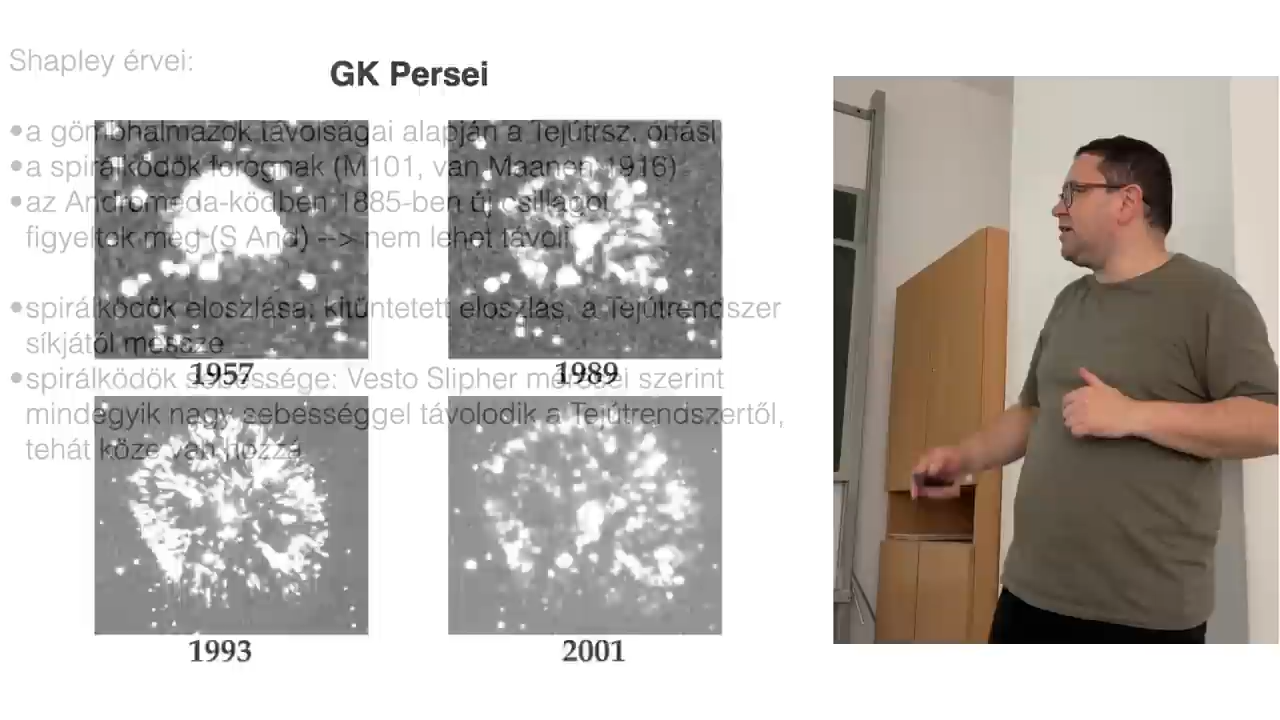 Shapley érvei:
GK Persei
•a gömbhalmazok távolságai alapján a Tejútrsz. óriási
•a spirálködök forognak (M101, van Maanen 1916)
•az Androméda-ködben 1885-ben új csillagot
figyeltok meg (S And) --> nem lehet távoli
•spirálködök eloszlása: kitüntetett eloszlás, a Tejútrendszer
síkjától messze
1957
1989
•spirálködök sebessége: Vesto Slipher mérései szerint
mindegyik nagy sebességgel távolodik a Tejútrendszertől,
tehát köze van hozzá
1993
2001